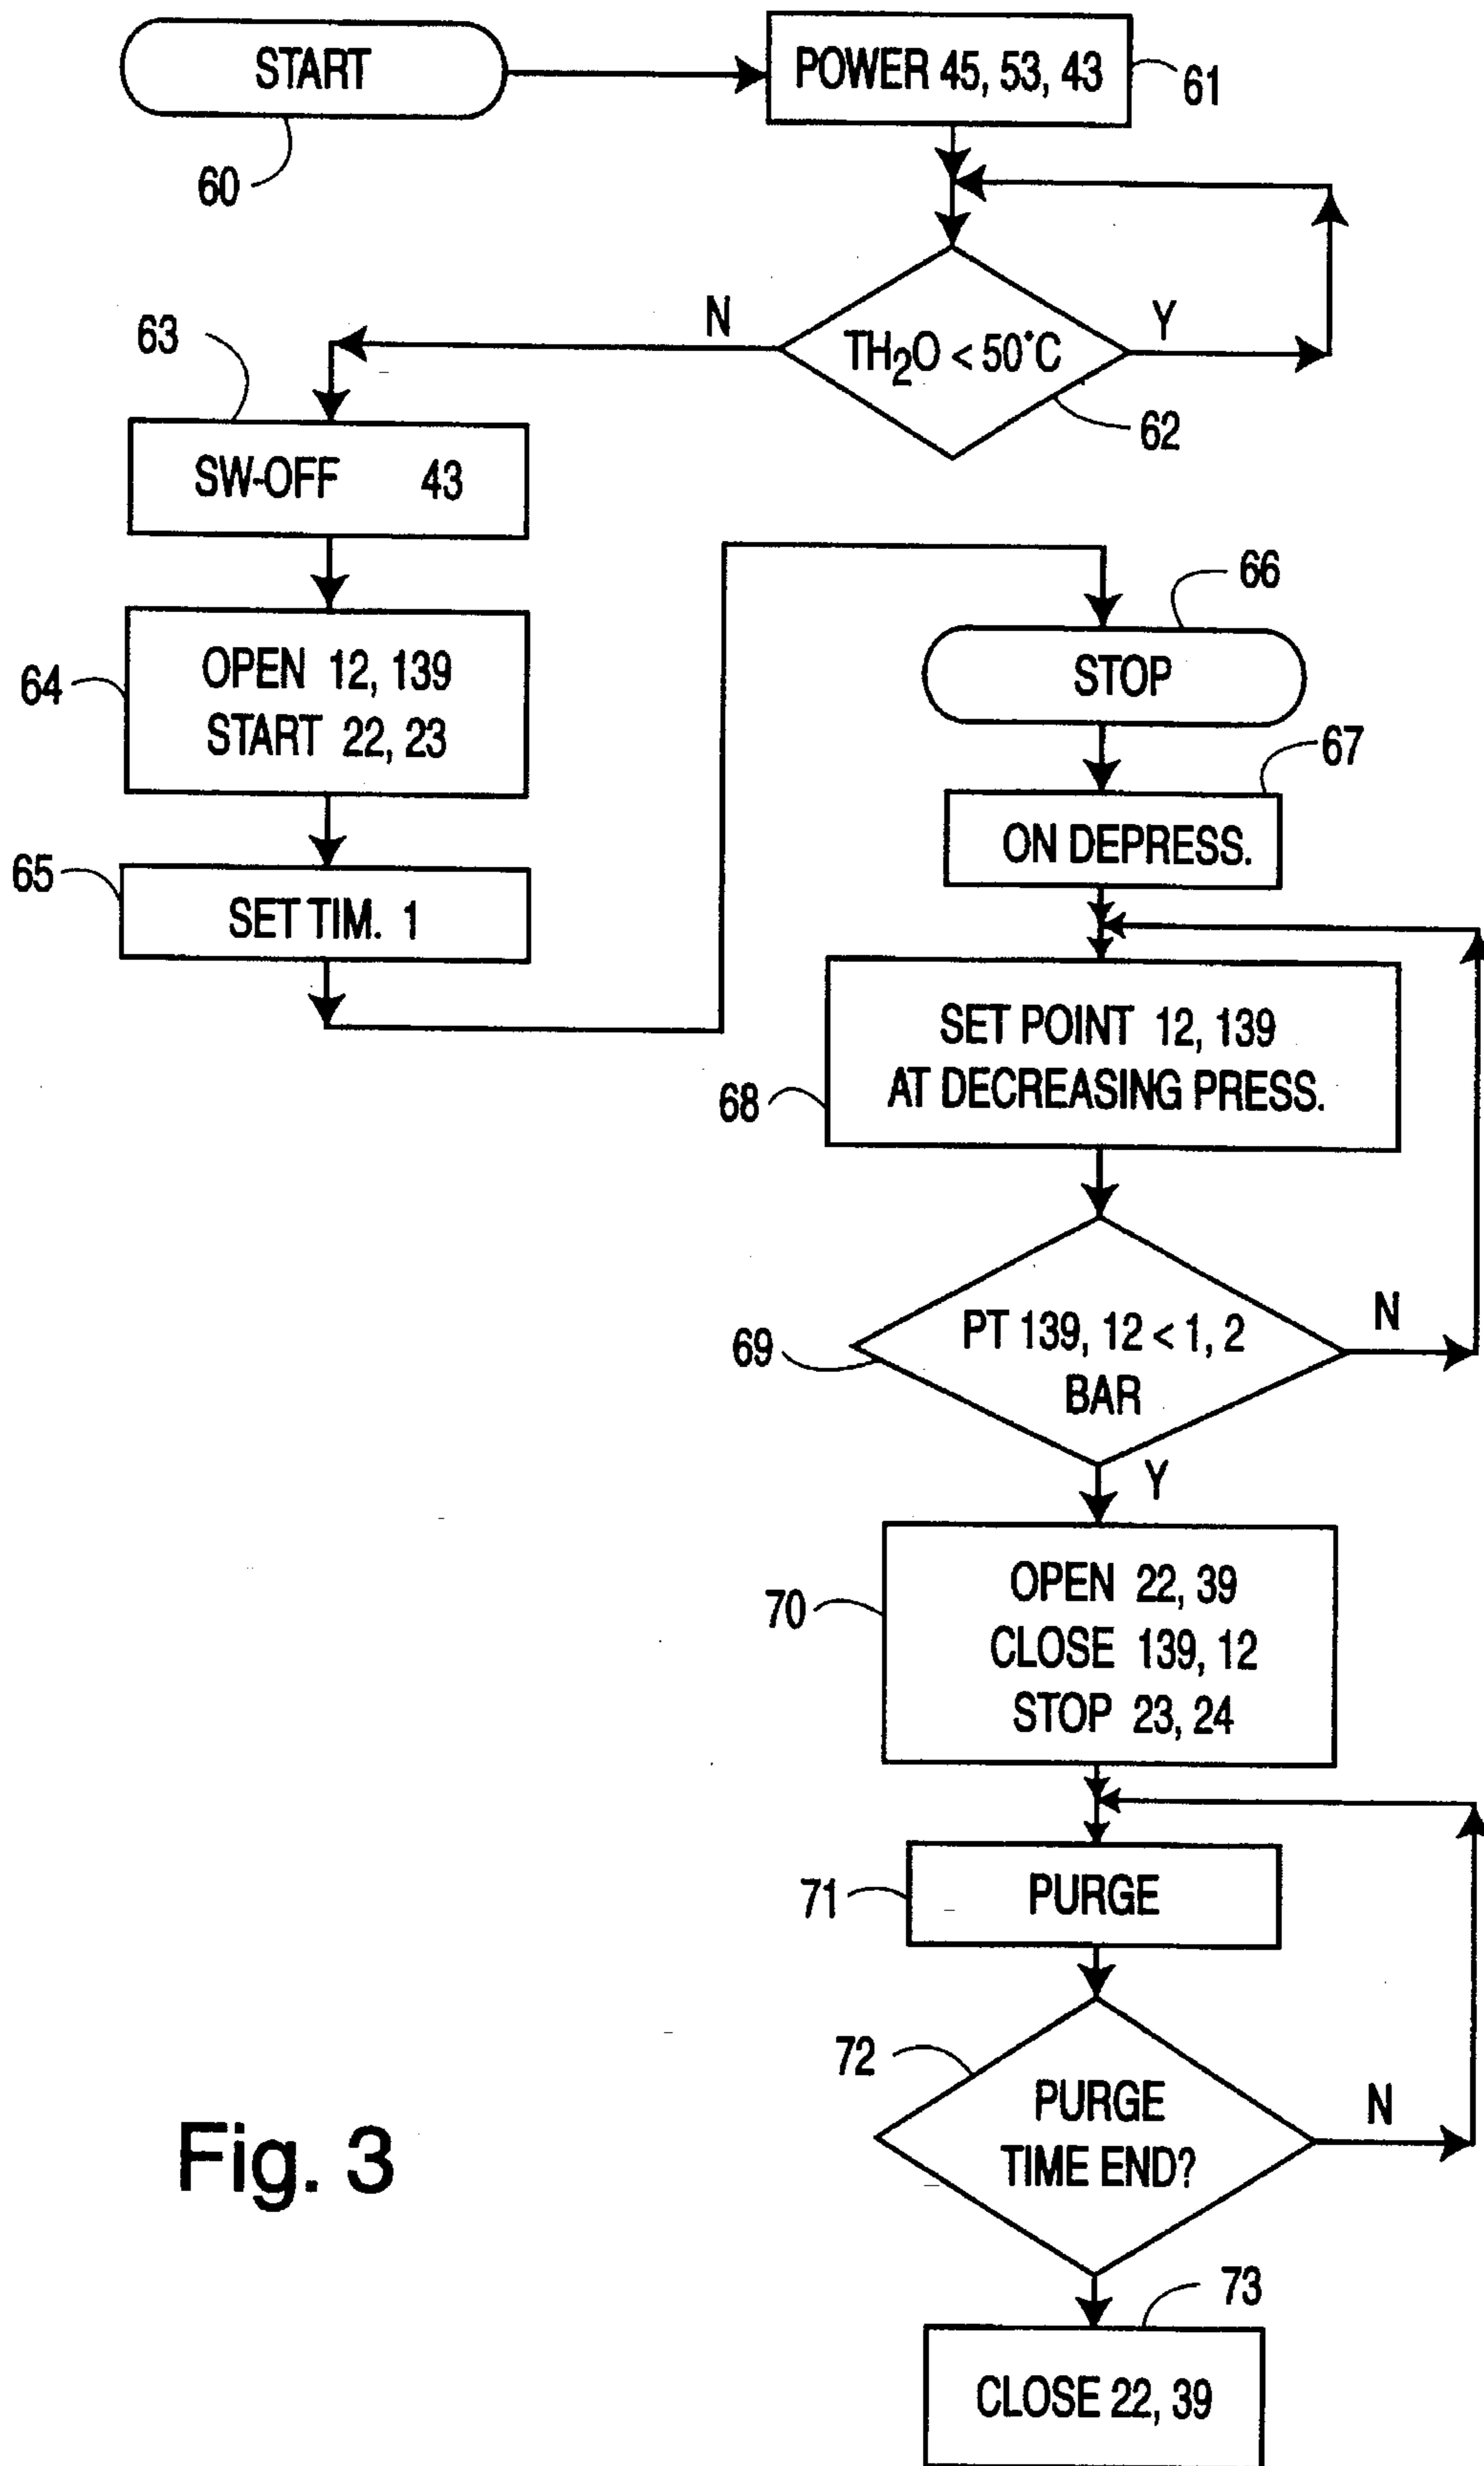 START
60
POWER 45, 53, 43
61
TH₂O < 50°C
62
Y
N
63
SW-OFF 43
64
OPEN 12, 139
START 22, 23
65
SET TIM. 1
66
STOP
67
ON DEPRESS.
68
SET POINT 12, 139
AT DECREASING PRESS.
69
PT 139, 12 < 1, 2
BAR
N
Y
70
OPEN 22, 39
CLOSE 139, 12
STOP 23, 24
71
PURGE
72
PURGE
TIME END?
N
73
CLOSE 22, 39
Fig. 3